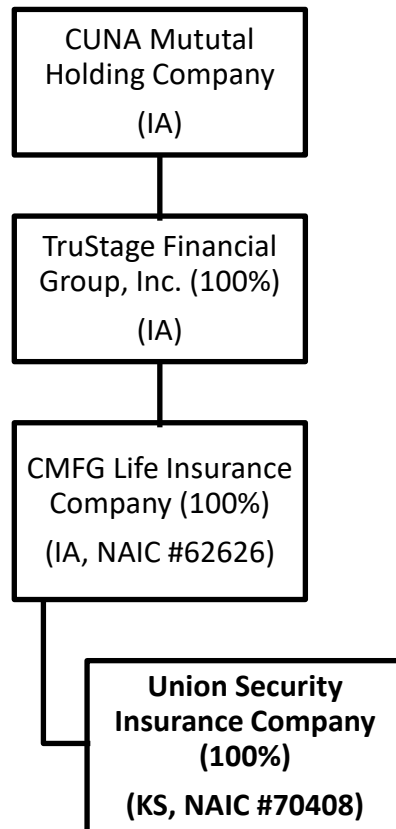 CUNA Mututal
Holding Company
(IA)
TruStage Financial
Group, Inc. (100%)
(IA)
CMFG Life Insurance
Company (100%)
(IA, NAIC #62626)
Union Security
Insurance Company
(100%)
(KS, NAIC #70408)